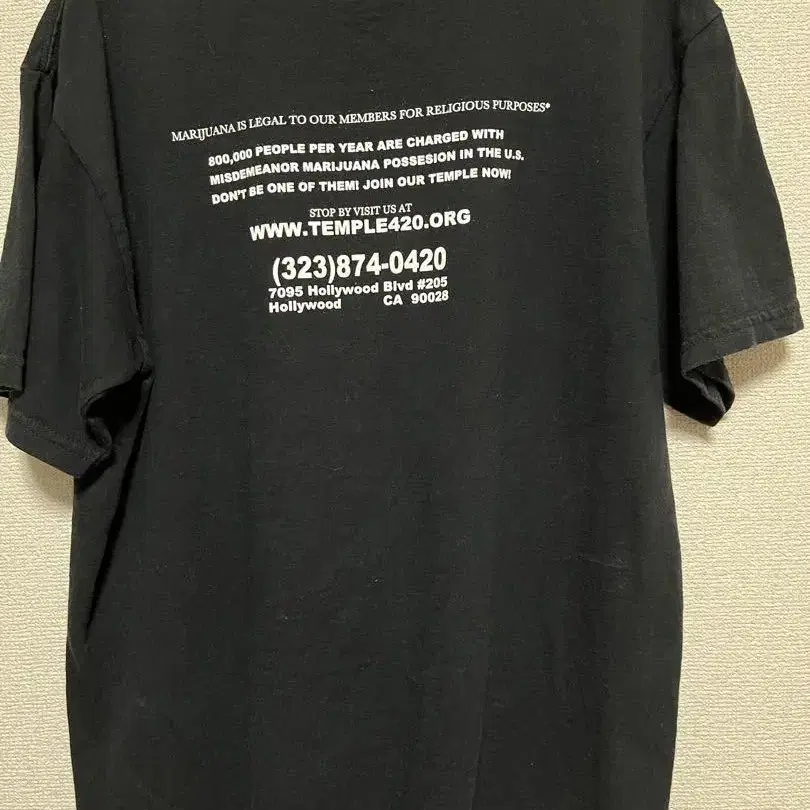 MARIJUANA IS LEGAL TO OUR MEMBERS FOR RELIGIOUS PURPOSES*
800,000 PEOPLE PER YEAR ARE CHARGED WITH
MISDEMEANOR MARIJUANA POSSESION IN THE U.S.
DON'T BE ONE OF THEM! JOIN OUR TEMPLE NOW!
STOP BY VISIT US AT
WWW.TEMPLE420.ORG
(323)874-0420
7095 Hollywood Blvd #205
Hollywood CA 90028